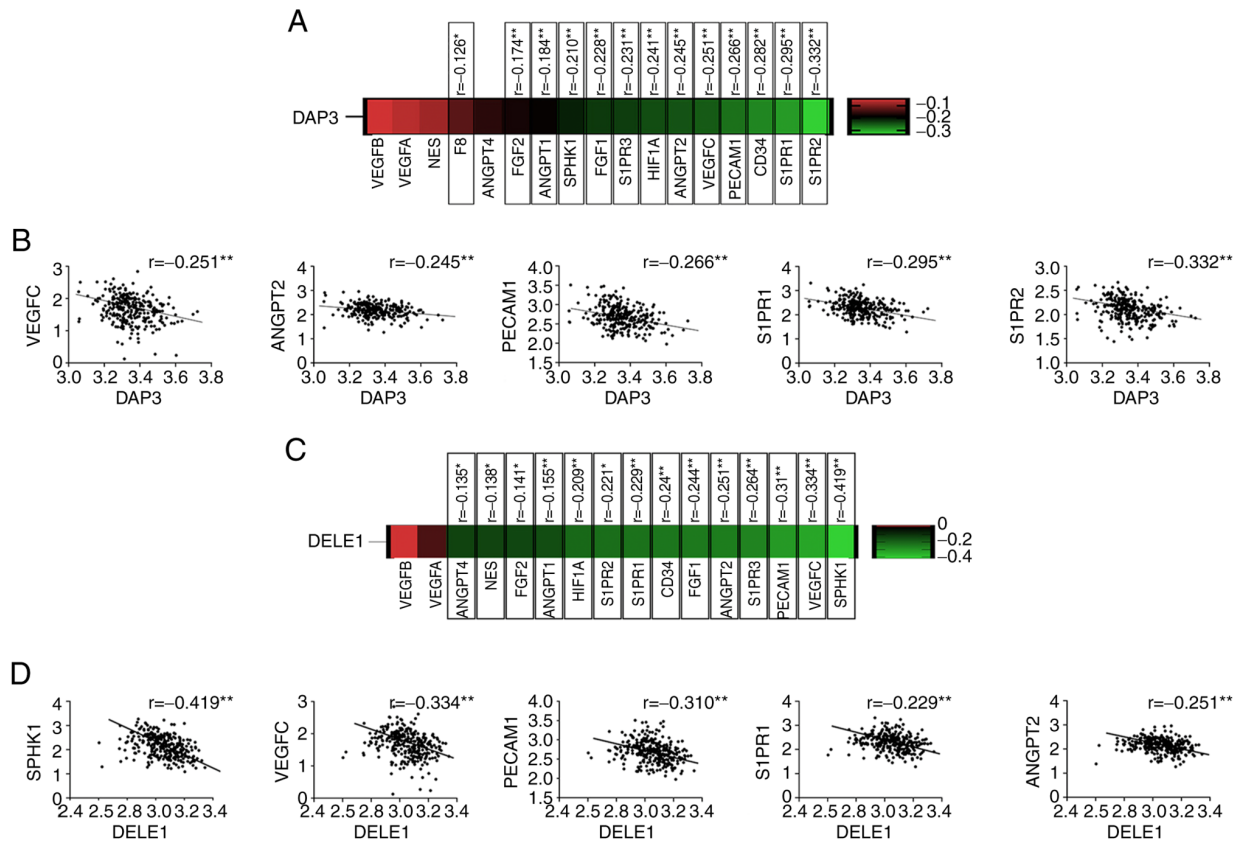 A
r=−0.126* r=−0.174** r=−0.184** r=−0.210** r=−0.228** r=−0.231** r=−0.241** r=−0.245** r=−0.251** r=−0.266** r=−0.282** r=−0.295** r=−0.332**
DAP3
−0.1
−0.2
−0.3
VEGFB VEGFA NES F8 ANGPT4 FGF2 ANGPT1 SPHK1 FGF1 S1PR3 HIF1A ANGPT2 VEGFC PECAM1 CD34 S1PR1 S1PR2
B
r=−0.251**
VEGFC
3
2
1
0
3.0 3.2 3.4 3.6 3.8
DAP3
r=−0.245**
ANGPT2
4
3
2
1
0
3.0 3.2 3.4 3.6 3.8
DAP3
r=−0.266**
PECAM1
4.0
3.5
3.0
2.5
2.0
1.5
3.0 3.2 3.4 3.6 3.8
DAP3
r=−0.295**
S1PR1
4
3
2
1
0
3.0 3.2 3.4 3.6 3.8
DAP3
r=−0.332**
S1PR2
3.0
2.5
2.0
1.5
1.0
3.0 3.2 3.4 3.6 3.8
DAP3
C
r=−0.135* r=−0.138* r=−0.141* r=−0.155** r=−0.209** r=−0.221* r=−0.229** r=−0.24** r=−0.244** r=−0.251** r=−0.264** r=−0.31** r=−0.334** r=−0.419**
DELE1
0
−0.2
−0.4
VEGFB VEGFA ANGPT4 NES FGF2 ANGPT1 HIF1A S1PR2 S1PR1 CD34 FGF1 ANGPT2 S1PR3 PECAM1 VEGFC SPHK1
D
r=−0.419**
SPHK1
4
3
2
1
0
2.4 2.6 2.8 3.0 3.2 3.4
DELE1
r=−0.334**
VEGFC
3
2
1
0
2.4 2.6 2.8 3.0 3.2 3.4
DELE1
r=−0.310**
PECAM1
4.0
3.5
3.0
2.5
2.0
1.5
2.4 2.6 2.8 3.0 3.2 3.4
DELE1
r=−0.229**
S1PR1
4
3
2
1
0
2.4 2.6 2.8 3.0 3.2 3.4
DELE1
r=−0.251**
ANGPT2
4
3
2
1
0
2.4 2.6 2.8 3.0 3.2 3.4
DELE1